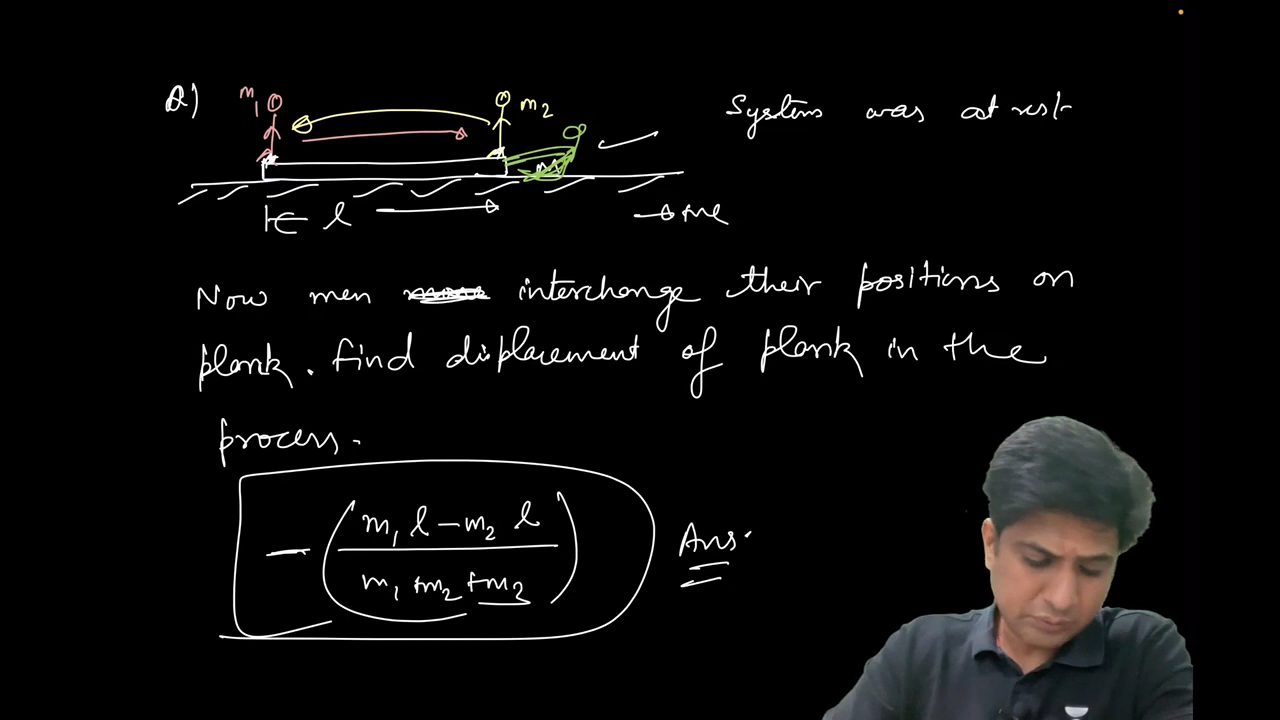 Q)
m1 m2 System was at rest
l → +ve
Now men interchange their positions on
plank. find displacement of plank in the
process.
- (m1 l - m2 l / m1 + m2 + m3) Ans.